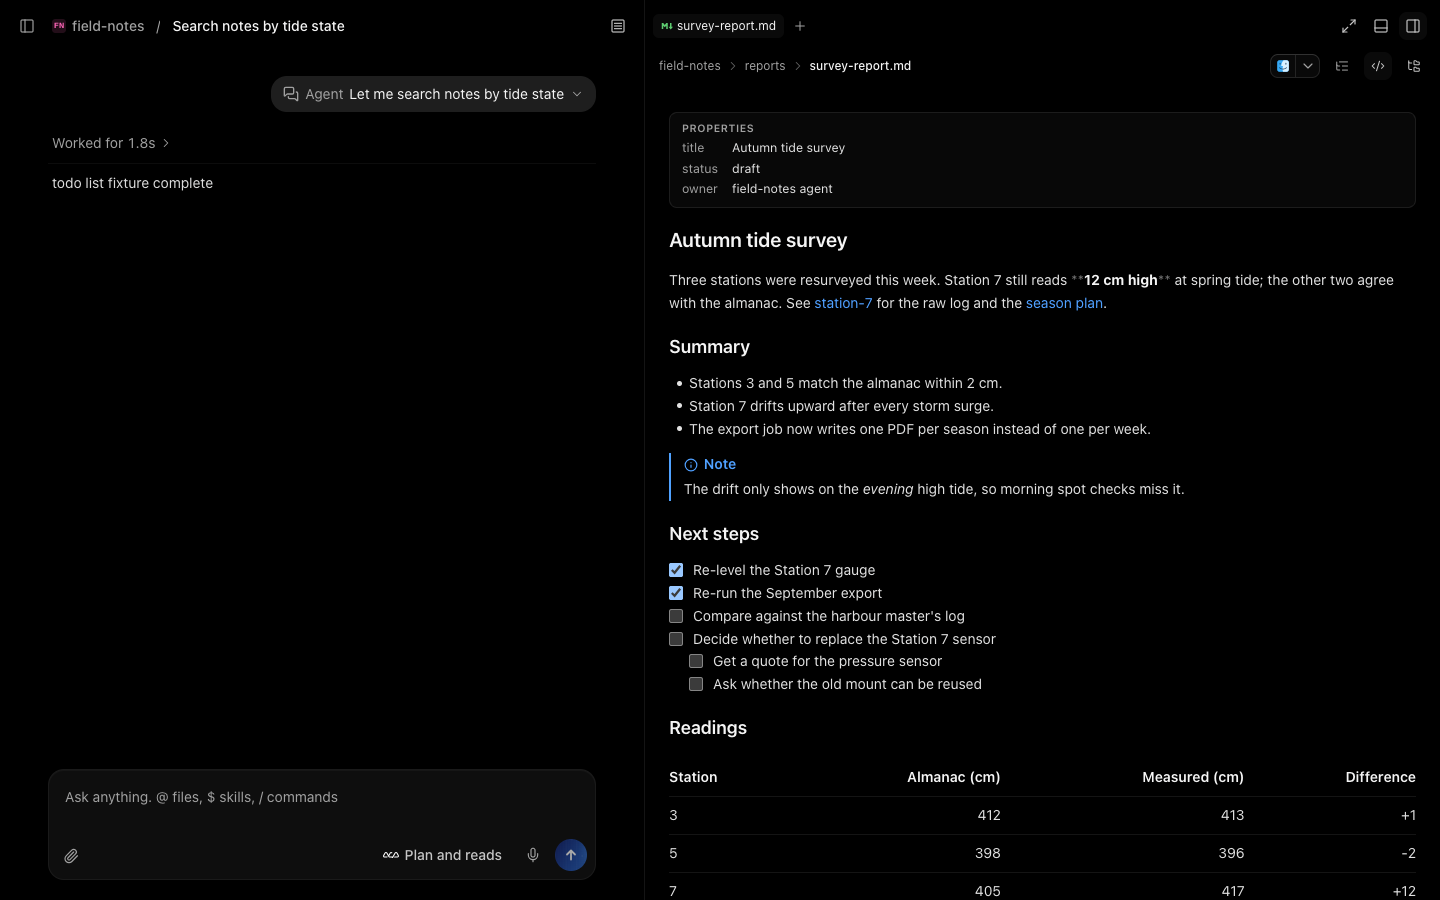 FN field-notes / Search notes by tide state
Agent Let me search notes by tide state
Worked for 1.8s
todo list fixture complete
Ask anything. @ files, $ skills, / commands
Plan and reads
M↓ survey-report.md
field-notes > reports > survey-report.md
PROPERTIES
title Autumn tide survey
status draft
owner field-notes agent
Autumn tide survey
Three stations were resurveyed this week. Station 7 still reads **12 cm high** at spring tide; the other two agree
with the almanac. See station-7 for the raw log and the season plan.
Summary
• Stations 3 and 5 match the almanac within 2 cm.
• Station 7 drifts upward after every storm surge.
• The export job now writes one PDF per season instead of one per week.
Note
The drift only shows on the evening high tide, so morning spot checks miss it.
Next steps
Re-level the Station 7 gauge
Re-run the September export
Compare against the harbour master's log
Decide whether to replace the Station 7 sensor
Get a quote for the pressure sensor
Ask whether the old mount can be reused
Readings
Station Almanac (cm) Measured (cm) Difference
3 412 413 +1
5 398 396 -2
7 405 417 +12